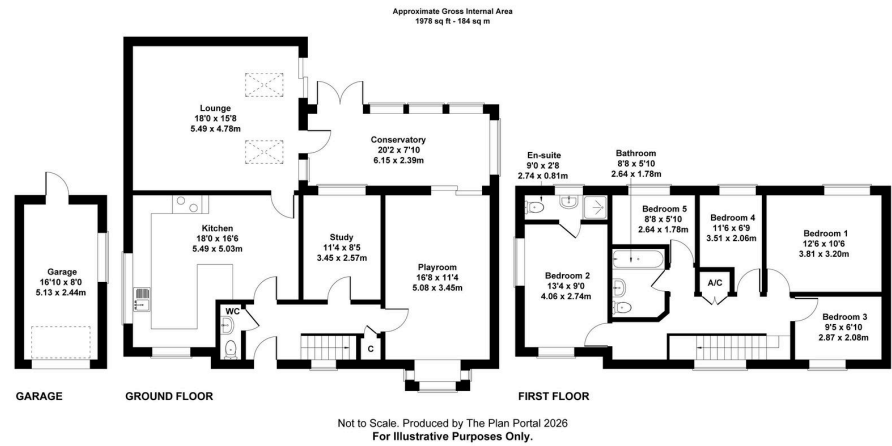 Approximate Gross Internal Area
1978 sq ft - 184 sq m
Lounge
18'0 x 15'8
5.49 x 4.78m
Conservatory
20'2 x 7'10
6.15 x 2.39m
Kitchen
18'0 x 16'6
5.49 x 5.03m
Study
11'4 x 8'5
3.45 x 2.57m
Playroom
16'8 x 11'4
5.08 x 3.45m
Garage
16'10 x 8'0
5.13 x 2.44m
WC
C
En-suite
9'0 x 2'8
2.74 x 0.81m
Bathroom
8'8 x 5'10
2.64 x 1.78m
Bedroom 5
8'8 x 5'10
2.64 x 1.78m
Bedroom 4
11'6 x 6'9
3.51 x 2.06m
Bedroom 1
12'6 x 10'6
3.81 x 3.20m
Bedroom 2
13'4 x 9'0
4.06 x 2.74m
A/C
Bedroom 3
9'5 x 6'10
2.87 x 2.08m
GARAGE
GROUND FLOOR
FIRST FLOOR
Not to Scale. Produced by The Plan Portal 2026
For Illustrative Purposes Only.